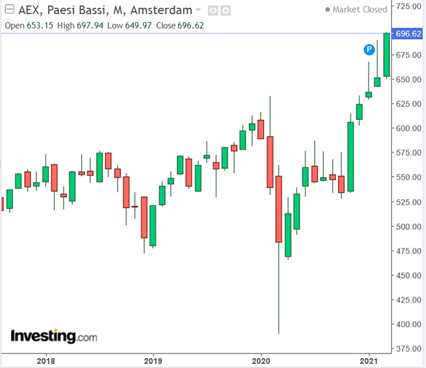 AEX, Paesi Bassi, M, Amsterdam
Market Closed
Open 653.15 High 697.94 Low 649.97 Close 696.62
725.00
696.62
675.00
650.00
625.00
600.00
575.00
550.00
525.00
500.00
475.00
450.00
425.00
400.00
375.00
P
Investing.com
2018 2019 2020 2021